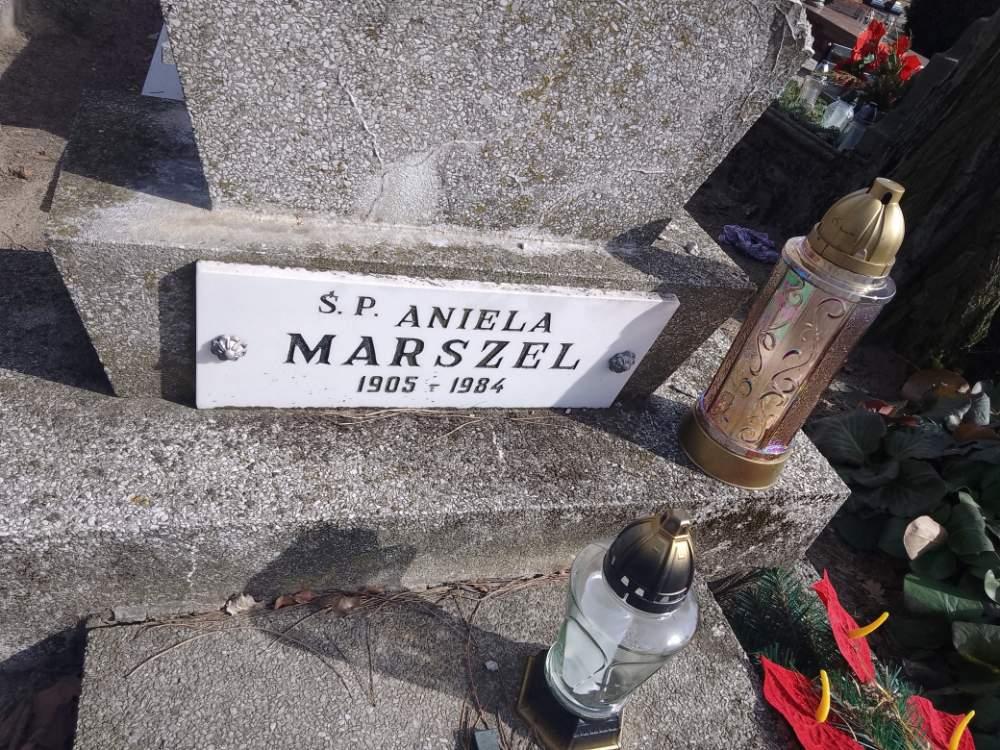 Ś.P. ANIELA
MARSZEL
1905 - 1984